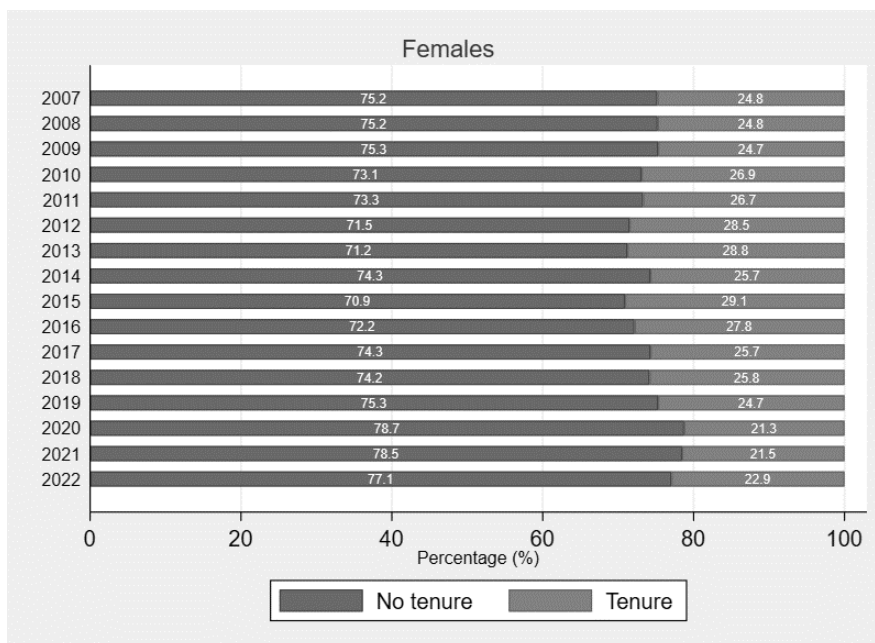 Females
2007 75.2 24.8
2008 75.2 24.8
2009 75.3 24.7
2010 73.1 26.9
2011 73.3 26.7
2012 71.5 28.5
2013 71.2 28.8
2014 74.3 25.7
2015 70.9 29.1
2016 72.2 27.8
2017 74.3 25.7
2018 74.2 25.8
2019 75.3 24.7
2020 78.7 21.3
2021 78.5 21.5
2022 77.1 22.9
0 20 40 60 80 100
Percentage (%)
No tenure Tenure